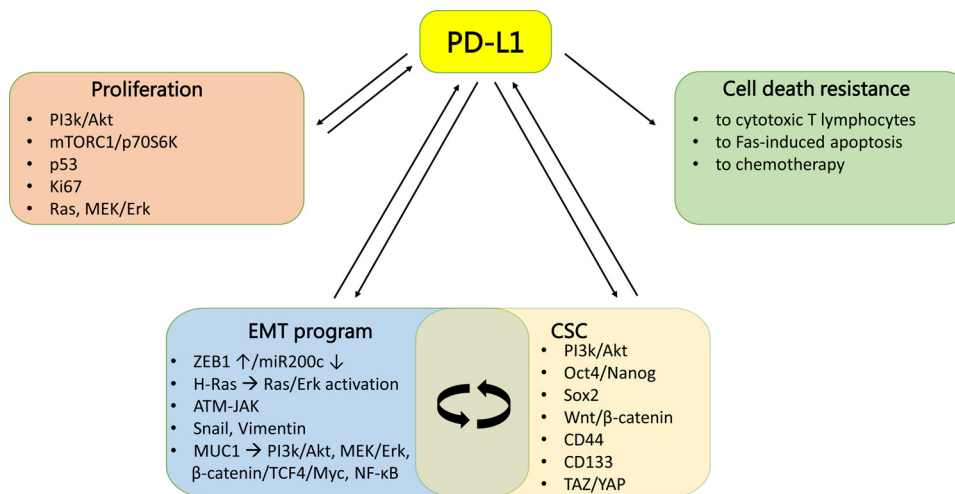 PD-L1
Proliferation
• PI3k/Akt
• mTORC1/p70S6K
• p53
• Ki67
• Ras, MEK/Erk
Cell death resistance
• to cytotoxic T lymphocytes
• to Fas-induced apoptosis
• to chemotherapy
EMT program
• ZEB1 ↑/miR200c ↓
• H-Ras → Ras/Erk activation
• ATM-JAK
• Snail, Vimentin
• MUC1 → PI3k/Akt, MEK/Erk,
β-catenin/TCF4/Myc, NF-κB
CSC
• PI3k/Akt
• Oct4/Nanog
• Sox2
• Wnt/β-catenin
• CD44
• CD133
• TAZ/YAP